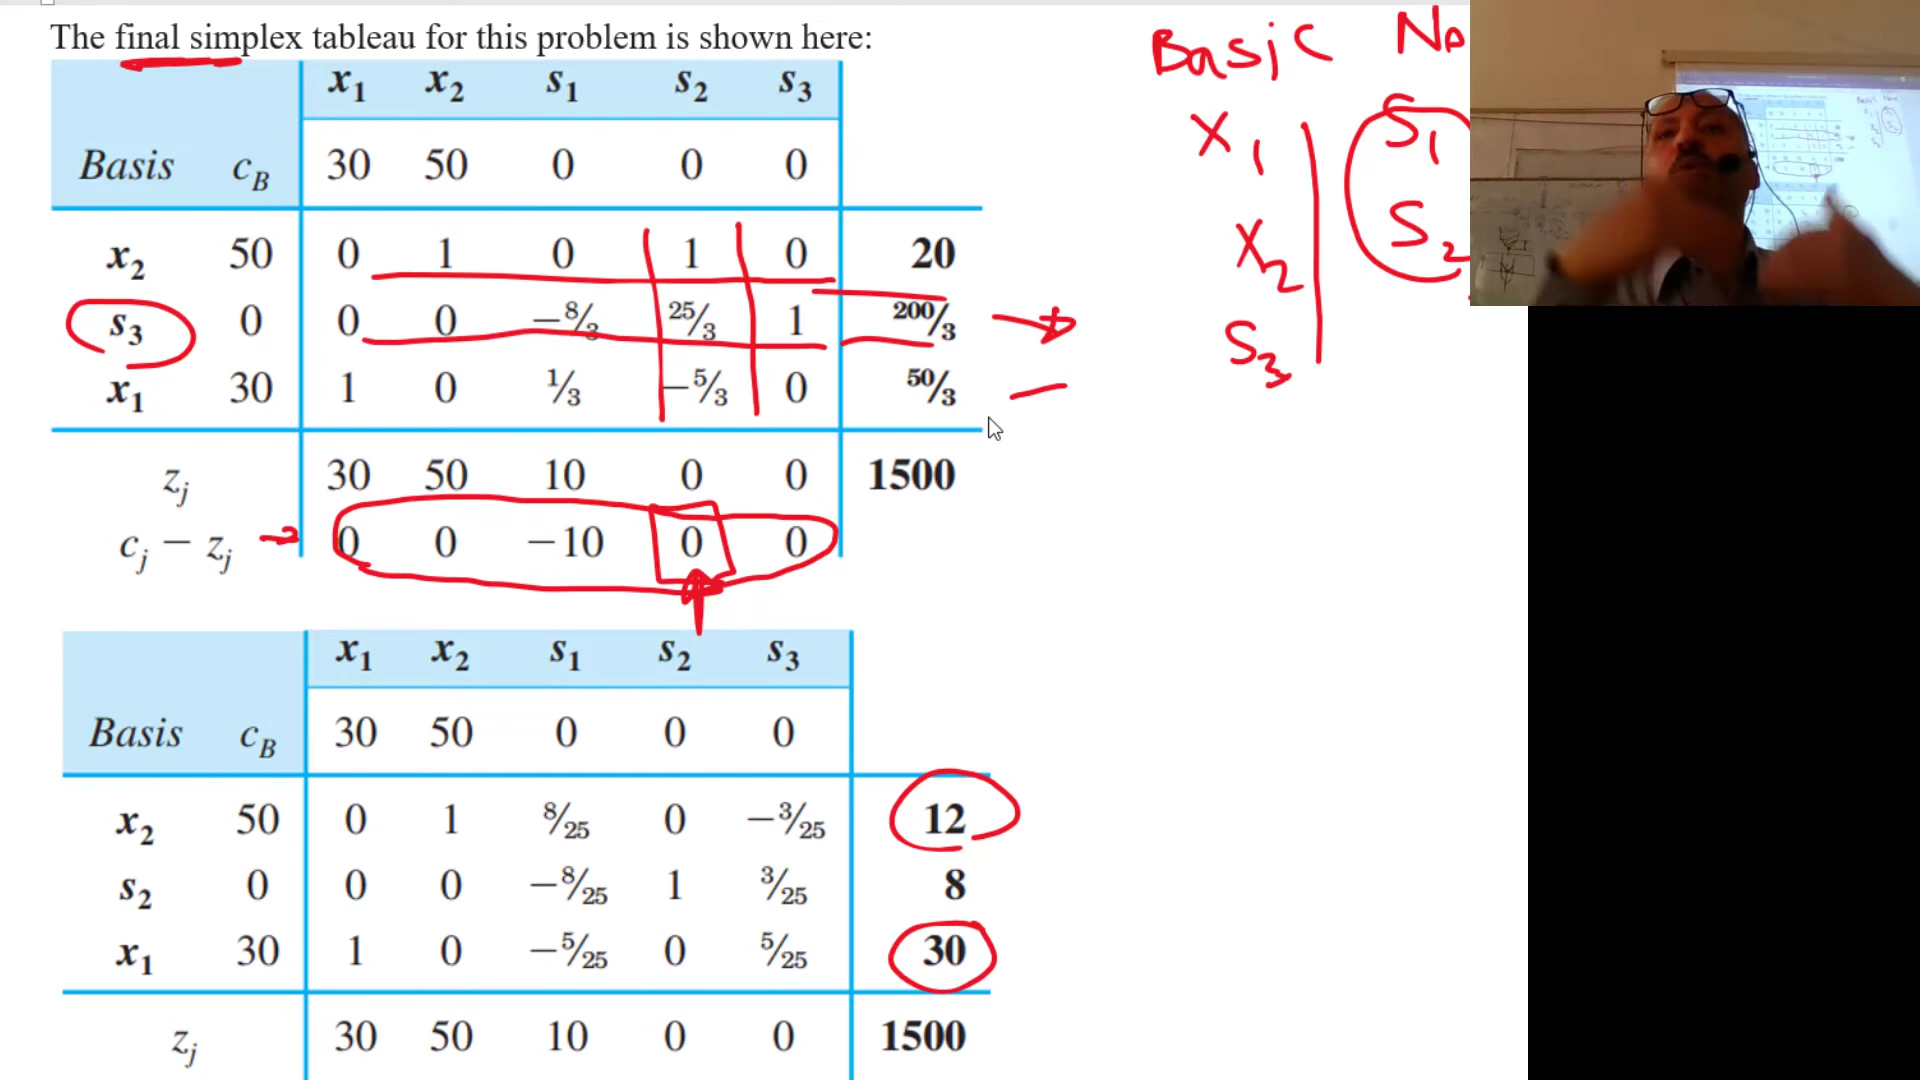 The final simplex tableau for this problem is shown here:
x1 x2 s1 s2 s3
Basis cB 30 50 0 0 0
x2 50 0 1 0 1 0 20
s3 0 0 0 −8/3 25/3 1 200/3
x1 30 1 0 1/3 −5/3 0 50/3
zj 30 50 10 0 0 1500
cj − zj 0 0 −10 0 0
x1 x2 s1 s2 s3
Basis cB 30 50 0 0 0
x2 50 0 1 8/25 0 −3/25 12
s2 0 0 0 −8/25 1 3/25 8
x1 30 1 0 −5/25 0 5/25 30
zj 30 50 10 0 0 1500
Basic No
x1 S1
x2 S2
S3